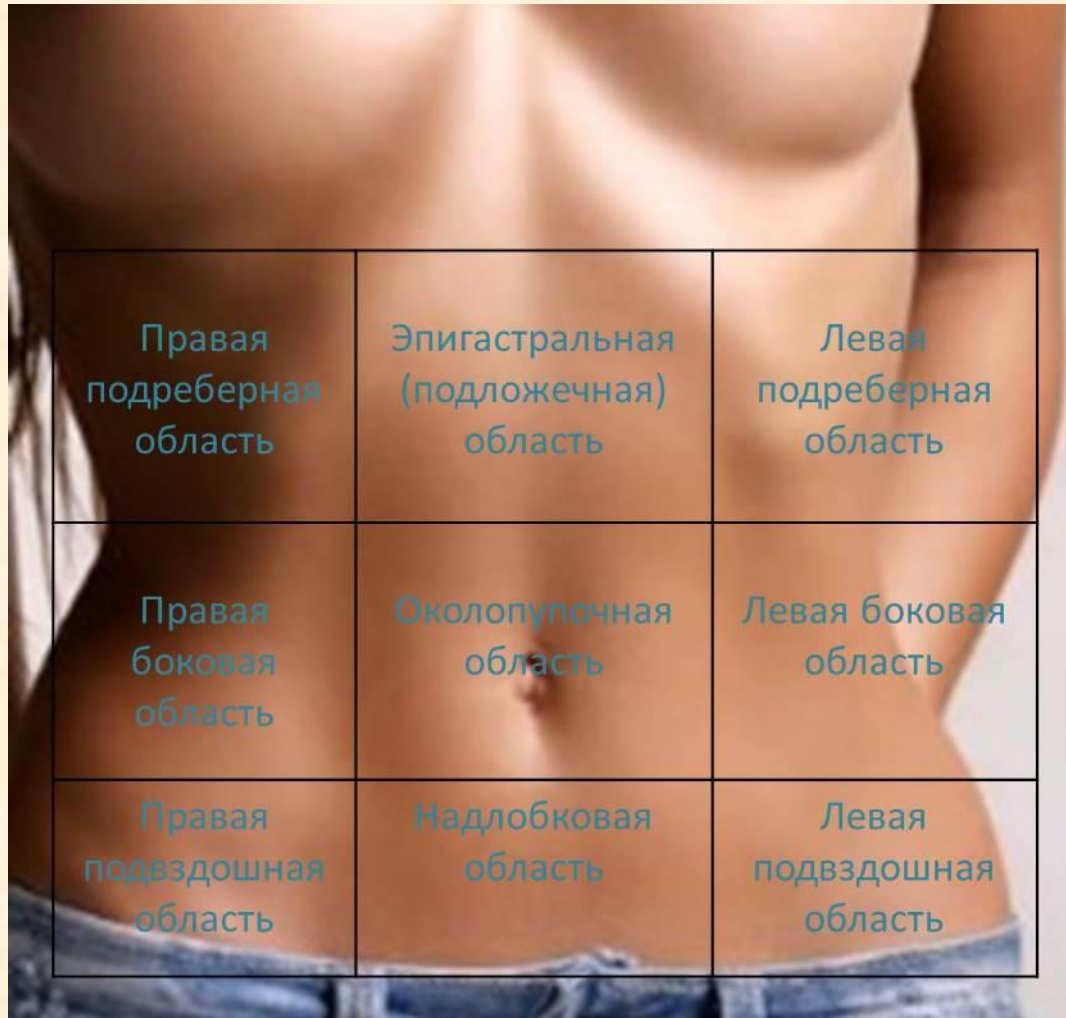 Правая
подреберная
область
Эпигастральная
(подложечная)
область
Левая
подреберная
область
Правая
боковая
область
Околопупочная
область
Левая боковая
область
Правая
подвздошная
область
Надлобковая
область
Левая
подвздошная
область